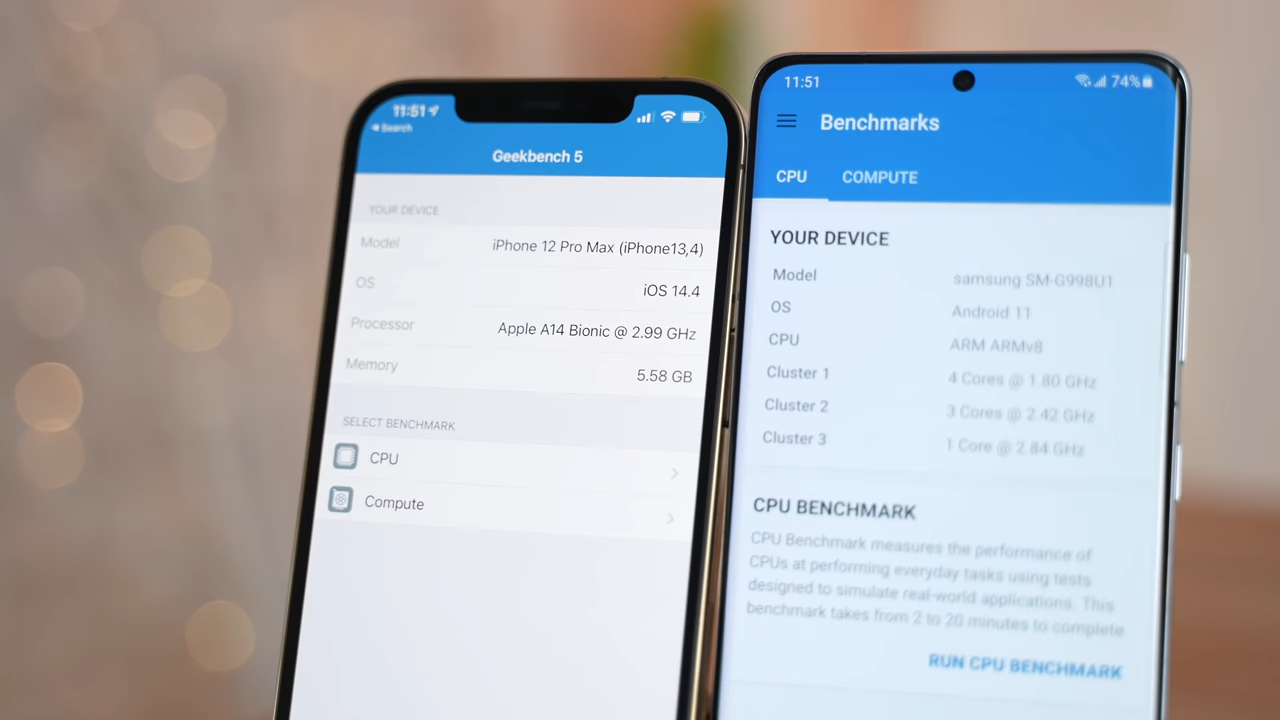 11:51
Search
Geekbench 5
YOUR DEVICE
Model iPhone 12 Pro Max (iPhone13,4)
OS iOS 14.4
Processor Apple A14 Bionic @ 2.99 GHz
Memory 5.58 GB
SELECT BENCHMARK
CPU
Compute
11:51 74%
Benchmarks
CPU COMPUTE
YOUR DEVICE
Model samsung SM-G998U1
OS Android 11
CPU ARM ARMv8
Cluster 1 4 Cores @ 1.80 GHz
Cluster 2 3 Cores @ 2.42 GHz
Cluster 3 1 Core @ 2.84 GHz
CPU BENCHMARK
CPU Benchmark measures the performance of
CPUs at performing everyday tasks using tests
designed to simulate real-world applications. This
benchmark takes from 2 to 20 minutes to complete
RUN CPU BENCHMARK